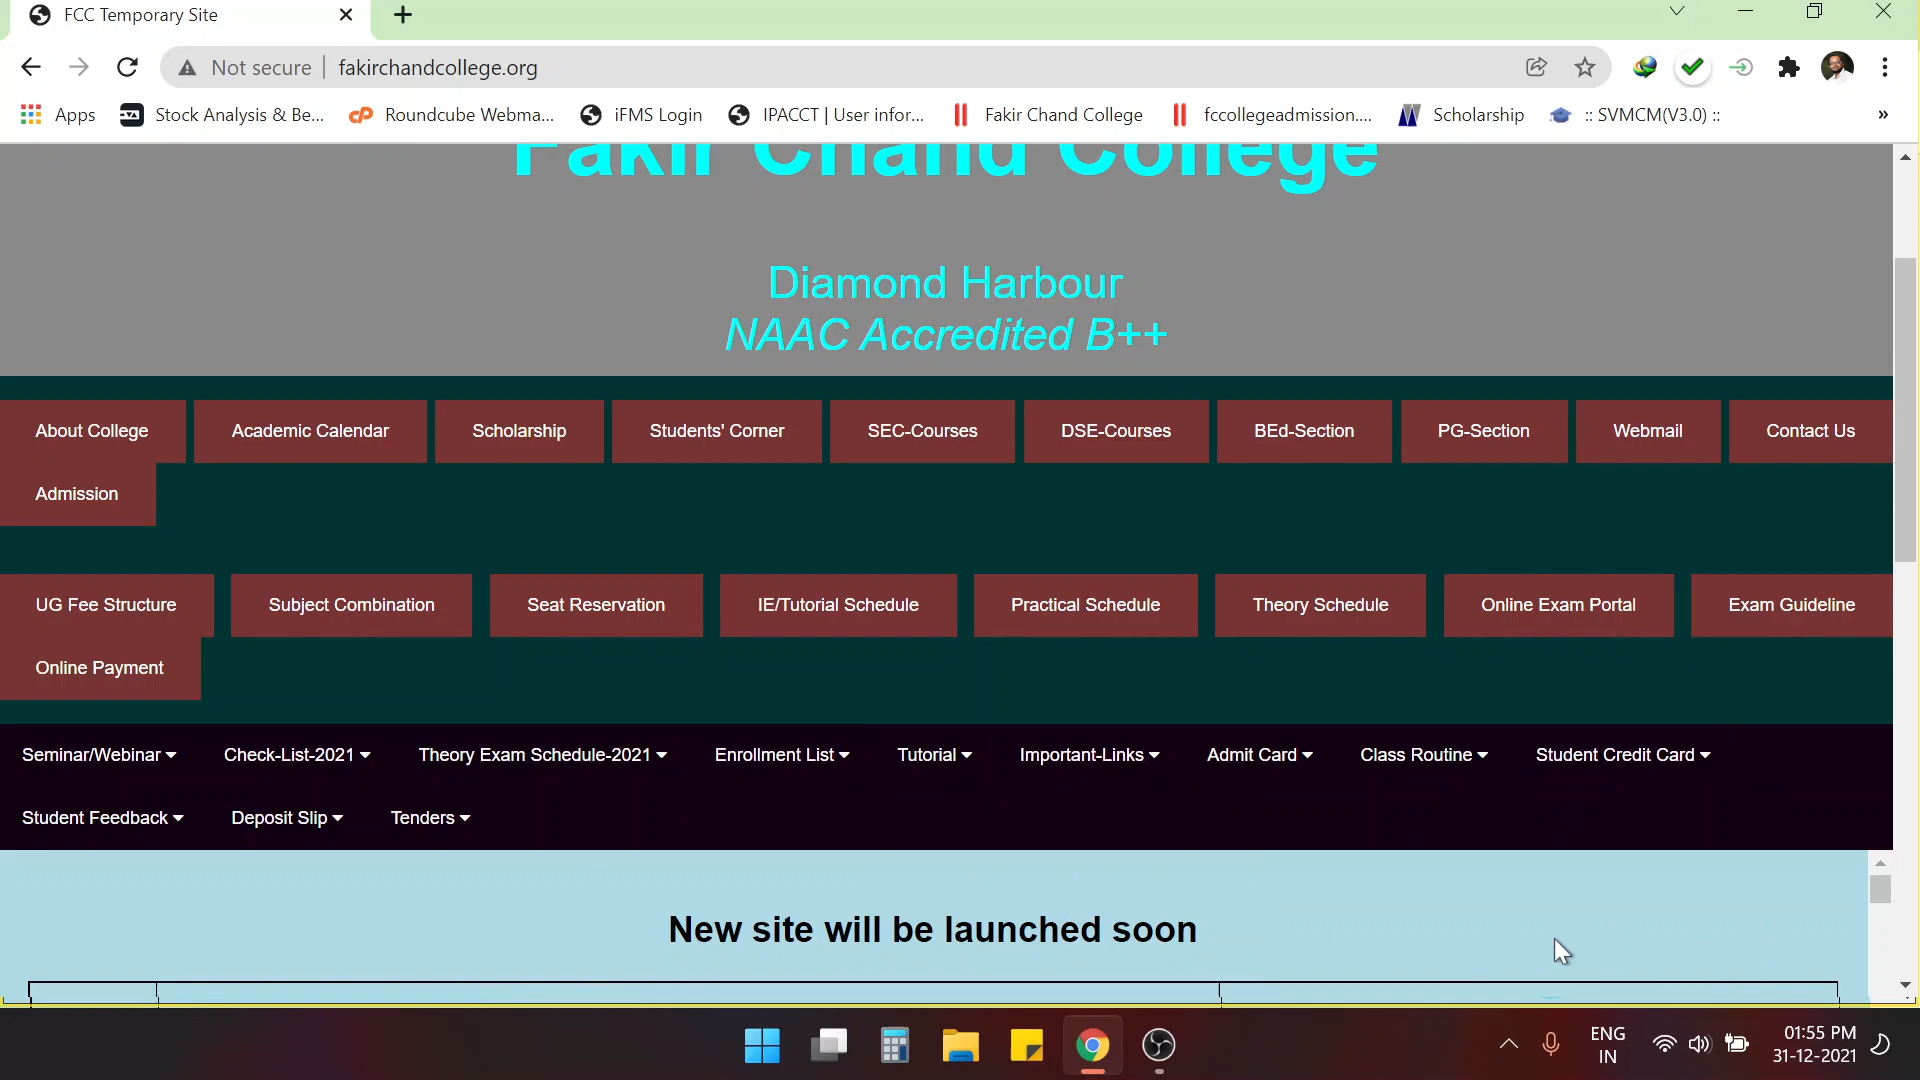 FCC Temporary Site
Not secure fakirchandcollege.org
Apps Stock Analysis & Be... Roundcube Webma... iFMS Login IPACCT | User infor... Fakir Chand College fccollegeadmission.... Scholarship :: SVMCM(V3.0) :: »
Fakir Chand College
Diamond Harbour
NAAC Accredited B++
About College Academic Calendar Scholarship Students' Corner SEC-Courses DSE-Courses BEd-Section PG-Section Webmail Contact Us
Admission
UG Fee Structure Subject Combination Seat Reservation IE/Tutorial Schedule Practical Schedule Theory Schedule Online Exam Portal Exam Guideline
Online Payment
Seminar/Webinar Check-List-2021 Theory Exam Schedule-2021 Enrollment List Tutorial Important-Links Admit Card Class Routine Student Credit Card
Student Feedback Deposit Slip Tenders
New site will be launched soon
ENG 01:55 PM
IN 31-12-2021